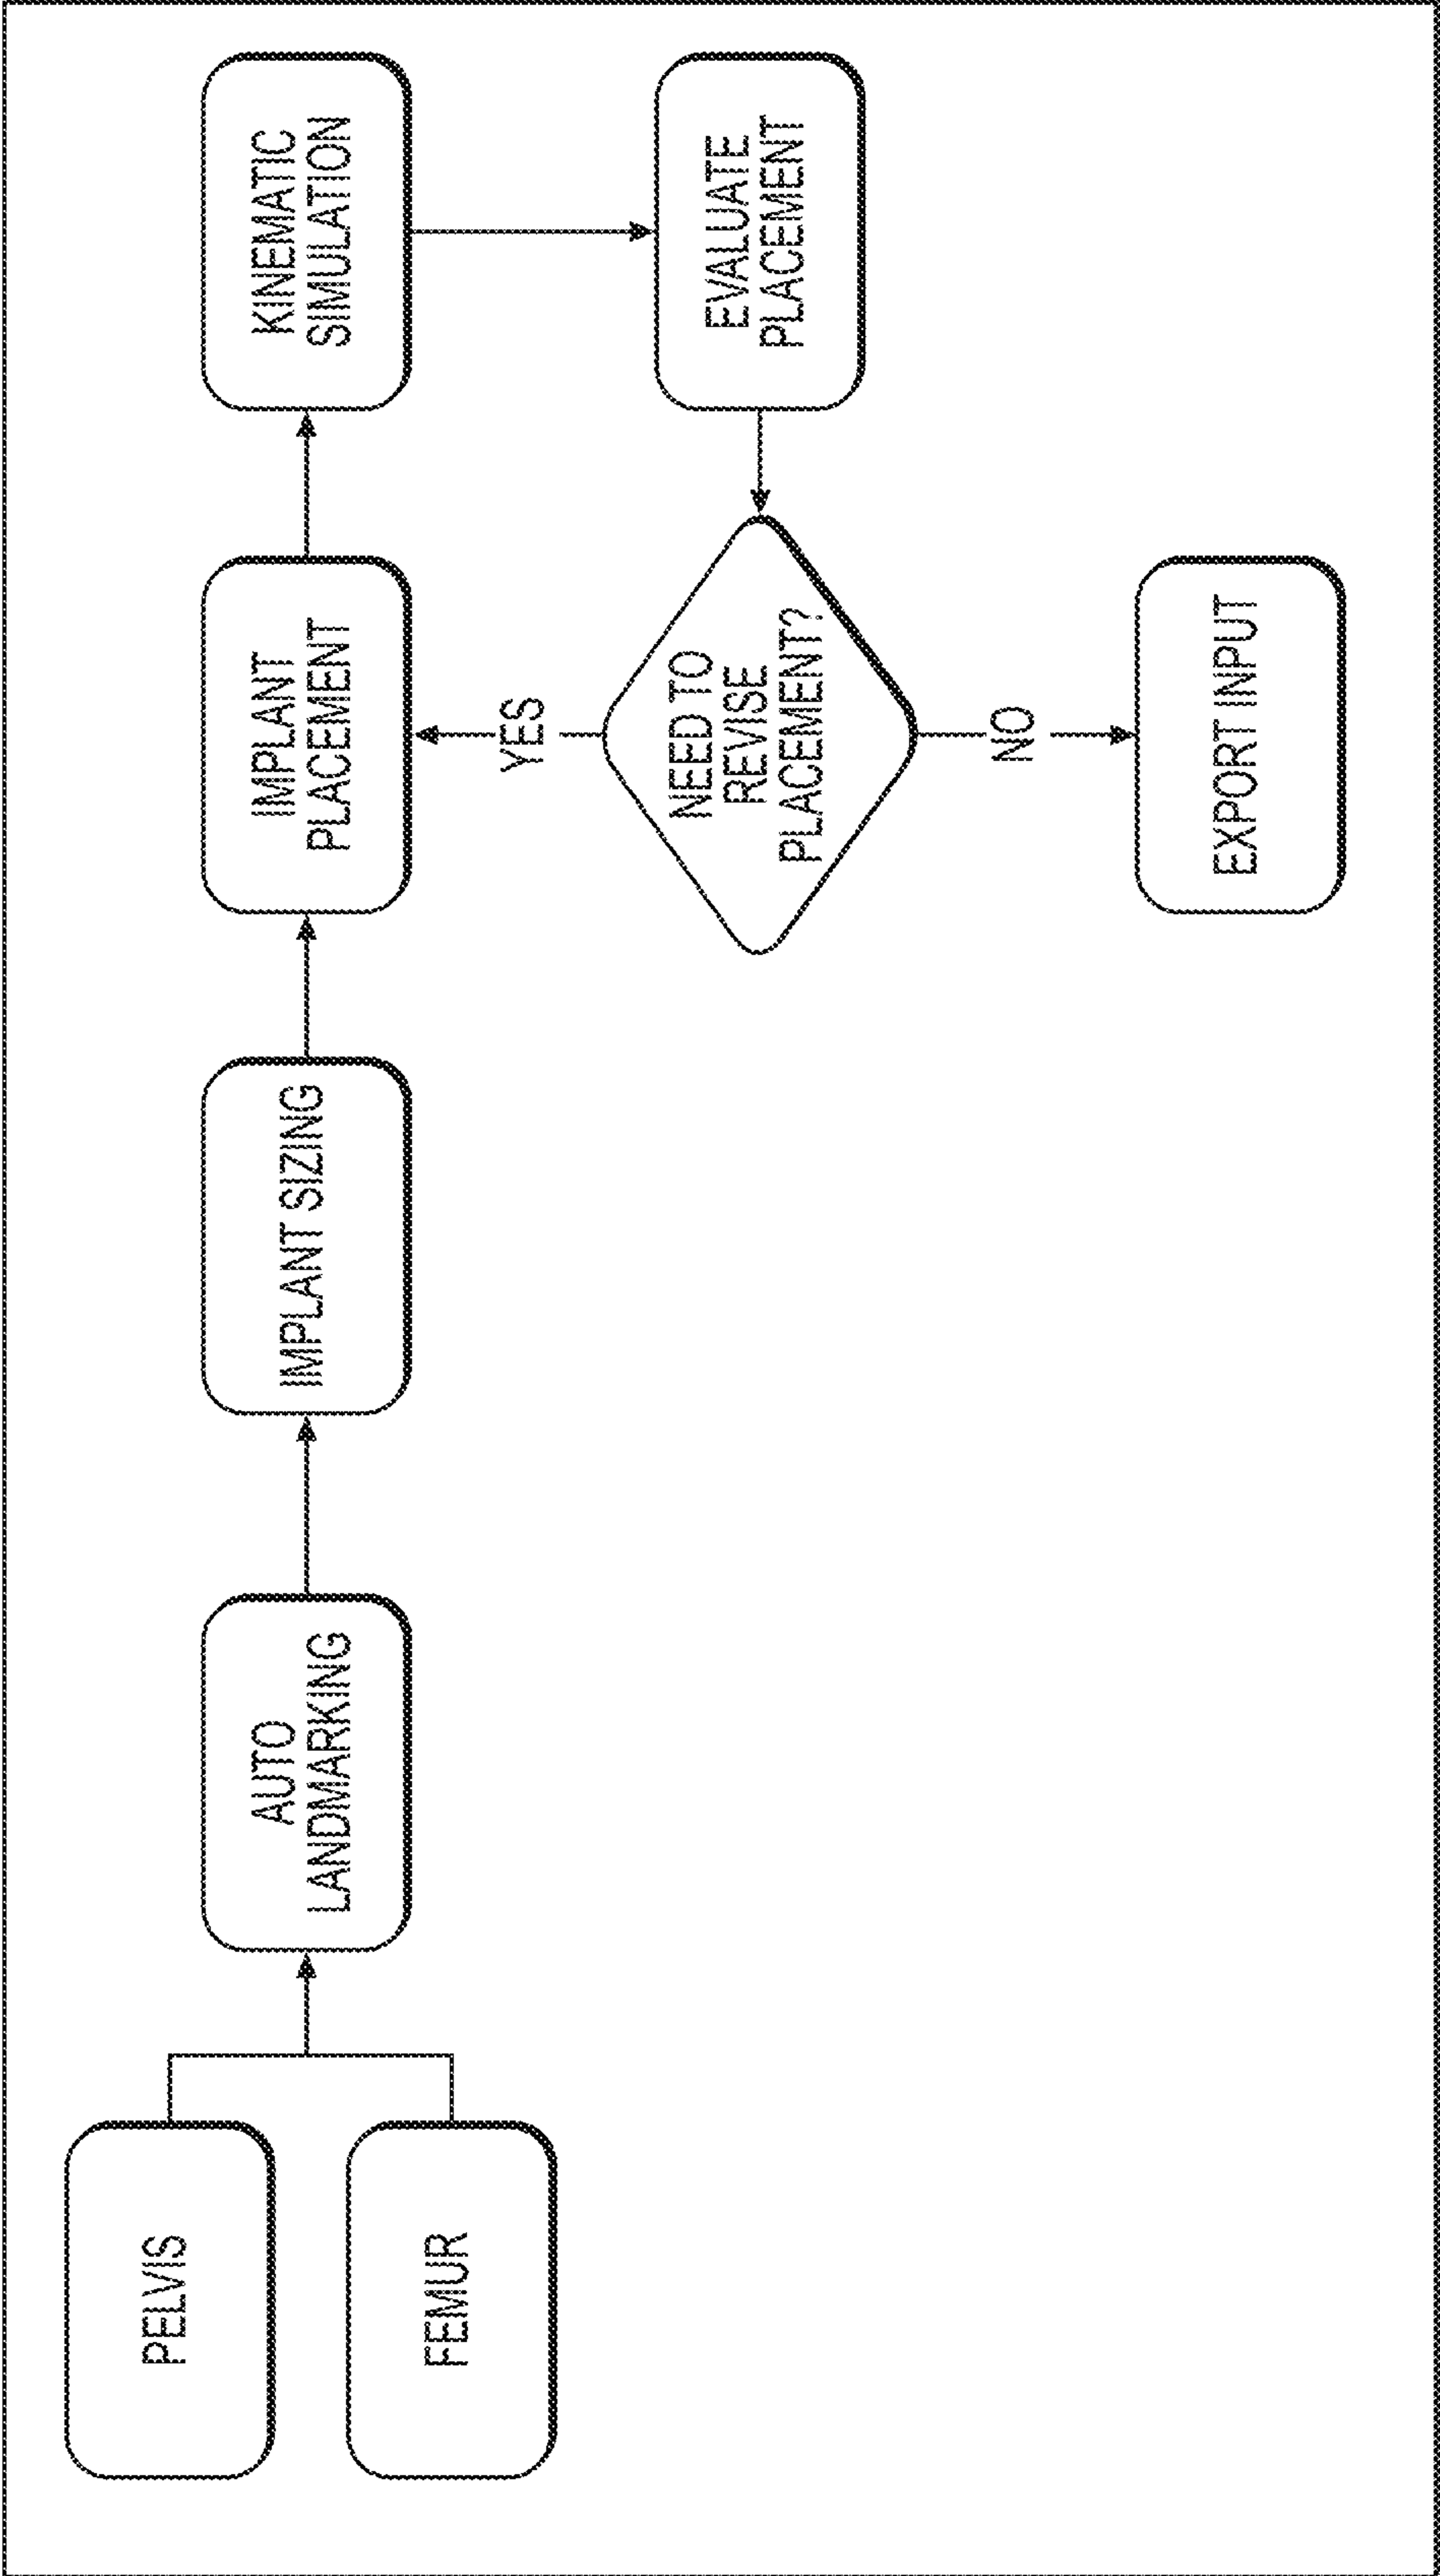 PELVIS
FEMUR
AUTO
LANDMARKING
IMPLANT SIZING
IMPLANT
PLACEMENT
KINEMATIC
SIMULATION
EVALUATE
PLACEMENT
NEED TO
REVISE
PLACEMENT?
YES
NO
EXPORT INPUT